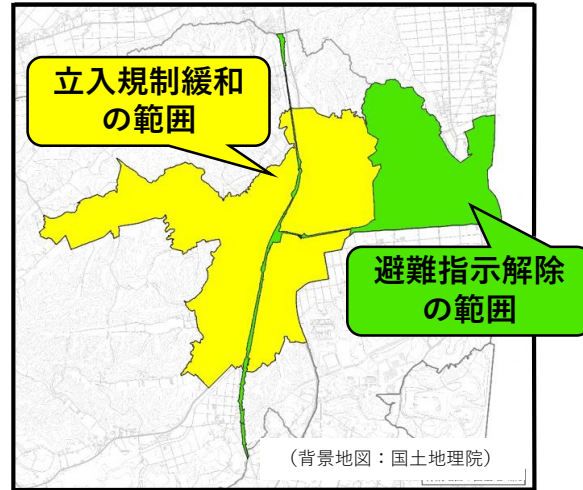 立入規制緩和
の範囲
避難指示解除
の範囲
（背景地図：国土地理院）